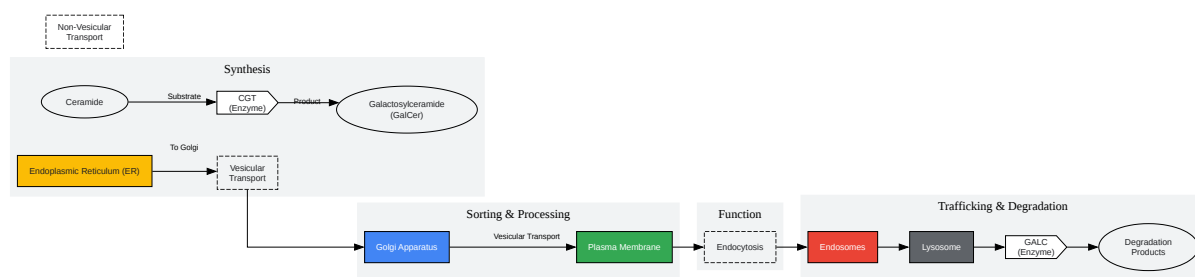 Non-Vesicular
Transport
Synthesis
Ceramide
Substrate
CGT
(Enzyme)
Product
Galactosylceramide
(GalCer)
Endoplasmic Reticulum (ER)
To Golgi
Vesicular
Transport
Sorting & Processing
Golgi Apparatus
Vesicular Transport
Plasma Membrane
Function
Endocytosis
Trafficking & Degradation
Endosomes
Lysosome
GALC
(Enzyme)
Degradation
Products